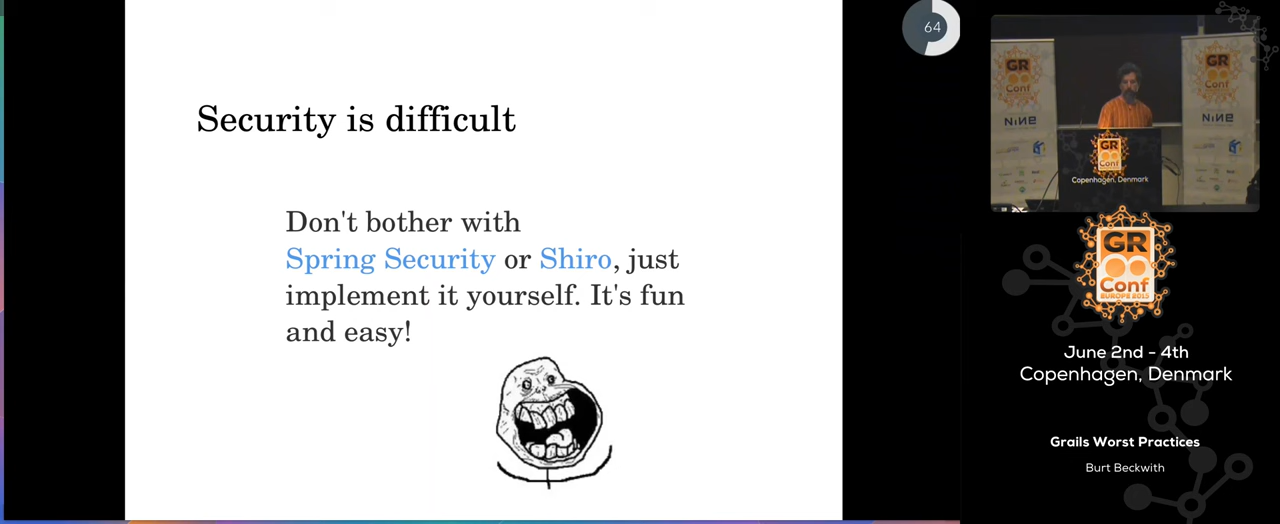 Security is difficult
Don't bother with
Spring Security or Shiro, just
implement it yourself. It's fun
and easy!
64
GR
Conf
NINE
GR
Conf
NINE
GR
Conf
Copenhagen, Denmark
GR
Conf
EUROPE 2015
June 2nd - 4th
Copenhagen, Denmark
Grails Worst Practices
Burt Beckwith